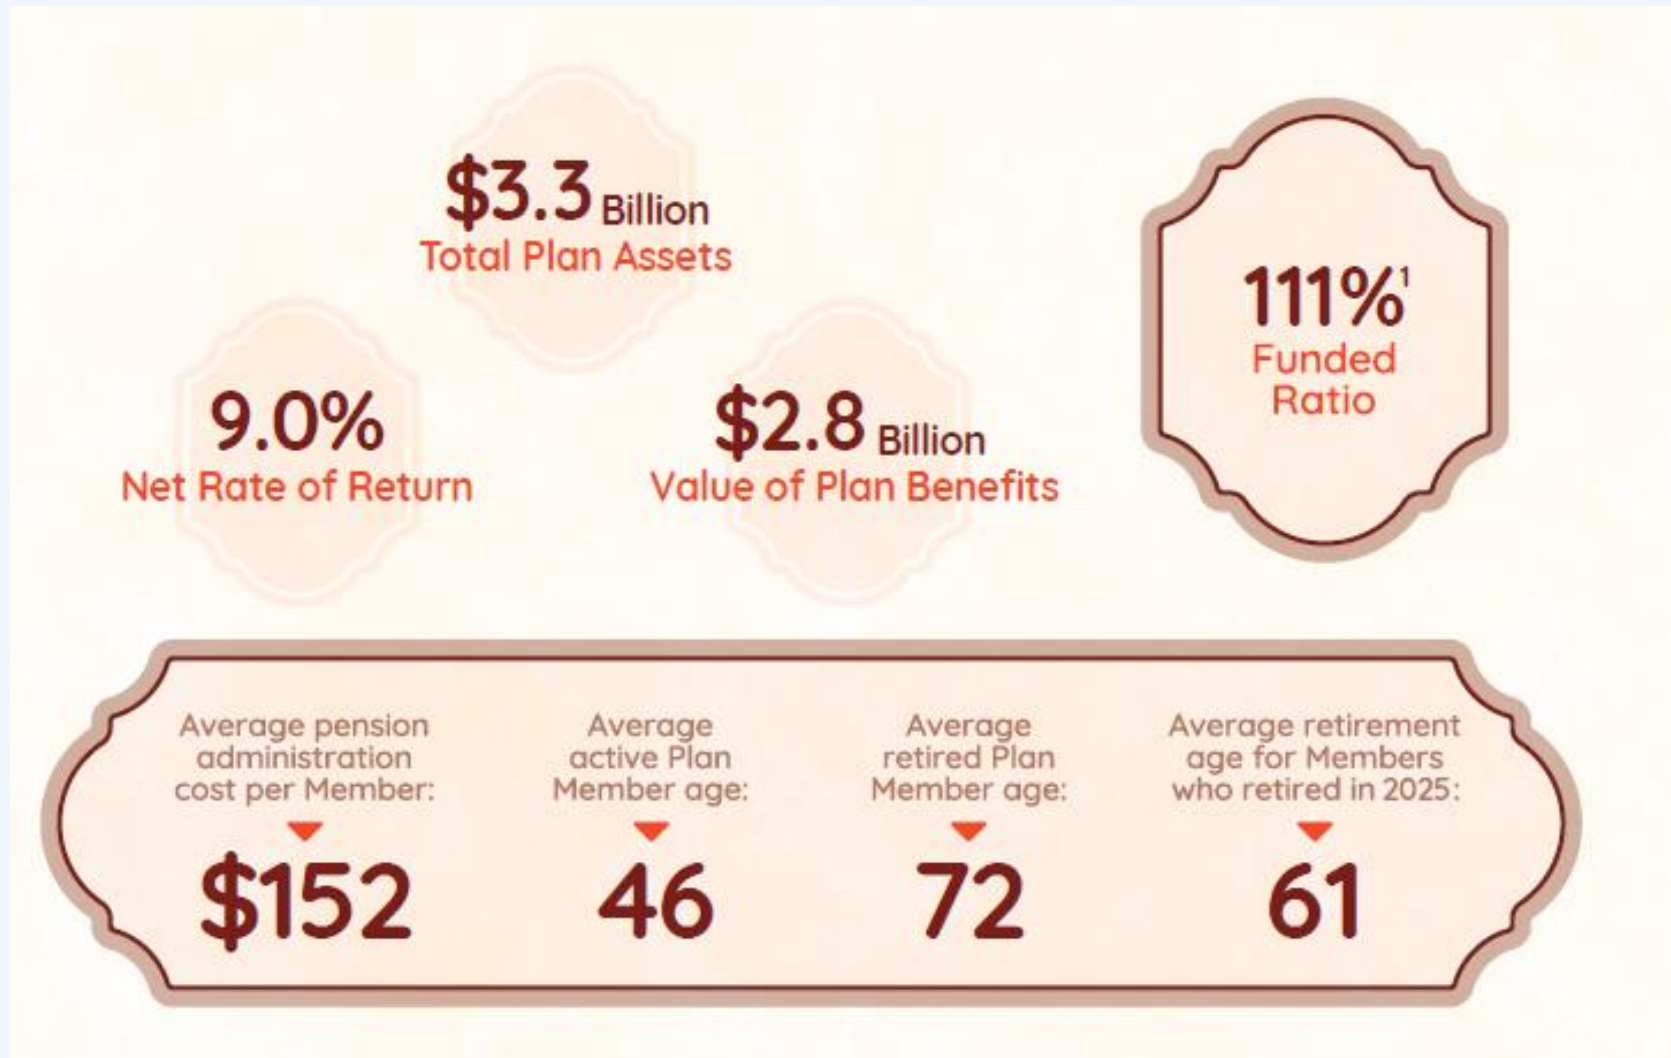 $3.3 Billion
Total Plan Assets
9.0%
Net Rate of Return
$2.8 Billion
Value of Plan Benefits
111%¹
Funded
Ratio
Average pension
administration
cost per Member:
$152
Average
active Plan
Member age:
46
Average
retired Plan
Member age:
72
Average retirement
age for Members
who retired in 2025:
61